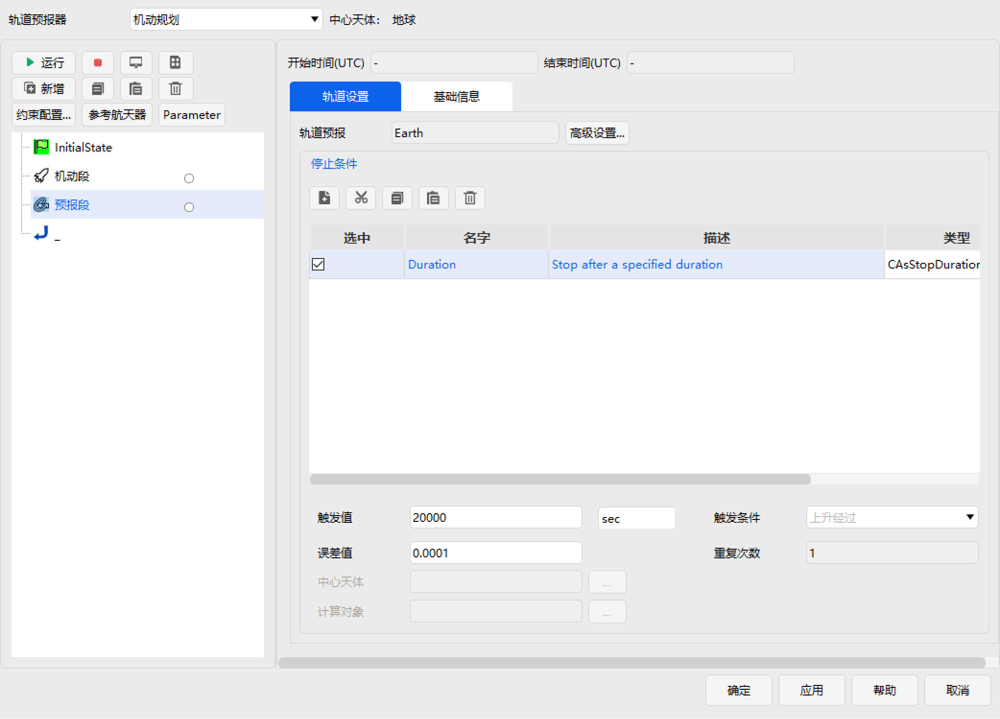 轨道预报器 机动规划 中心天体： 地球
运行
新增
约束配置... 参考航天器 Parameter
InitialState
机动段
预报段
_
开始时间(UTC) - 结束时间(UTC) -
轨道设置 基础信息
轨道预报 Earth 高级设置...
停止条件
选中 名字 描述 类型
Duration Stop after a specified duration CAsStopDuration
触发值 20000 sec 触发条件 上升经过
误差值 0.0001 重复次数 1
中心天体 ...
计算对象 ...
确定 应用 帮助 取消